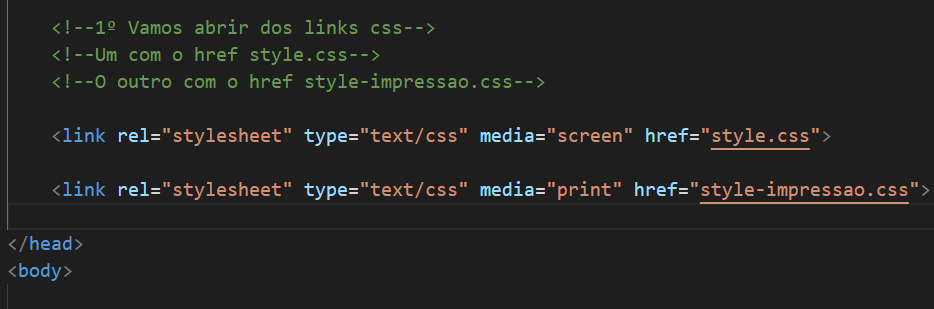 <!--1º Vamos abrir dos links css-->
<!--Um com o href style.css-->
<!--O outro com o href style-impressao.css-->
<link rel="stylesheet" type="text/css" media="screen" href="style.css">
<link rel="stylesheet" type="text/css" media="print" href="style-impressao.css">
</head>
<body>